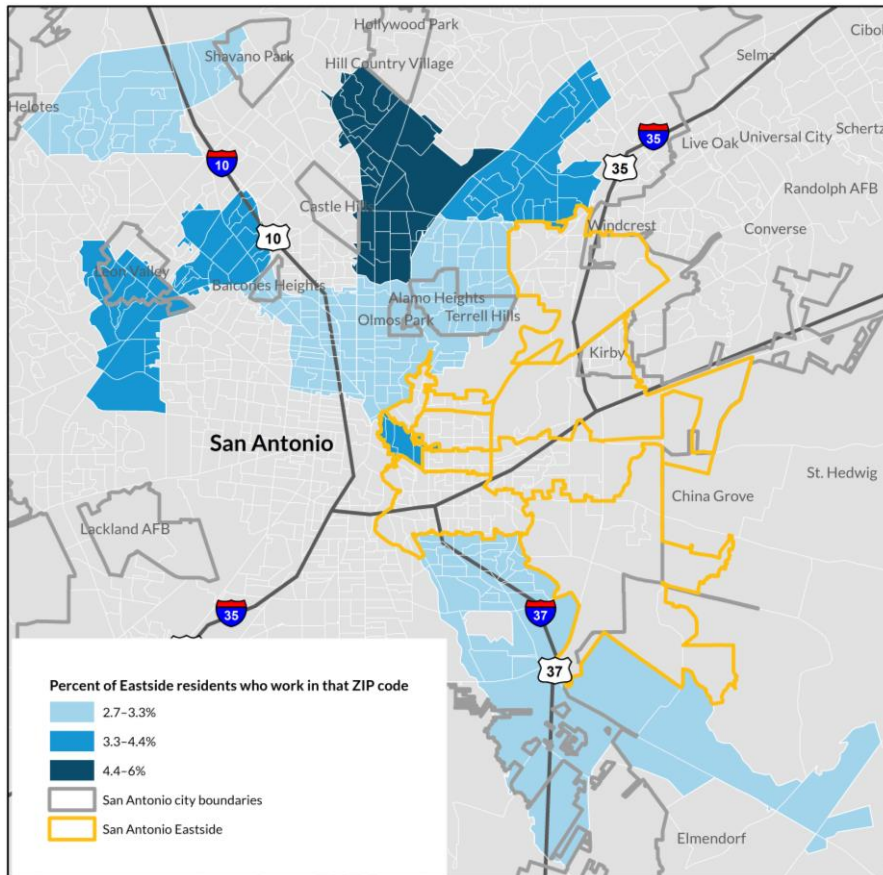 Hollywood Park
Cibol
Shavano Park
Selma
Hill Country Village
Helotes
35
Schertz
Universal City
Live Oak
10
35
Randolph AFB
Castle Hills
Windcrest
Converse
10
Leon Valley
Balcones Heights
Alamo Heights
Olmos Park
Terrell Hills
Kirby
San Antonio
St. Hedwig
China Grove
Lackland AFB
35
37
37
Percent of Eastside residents who work in that ZIP code
2.7–3.3%
3.3–4.4%
4.4–6%
San Antonio city boundaries
San Antonio Eastside
Elmendorf